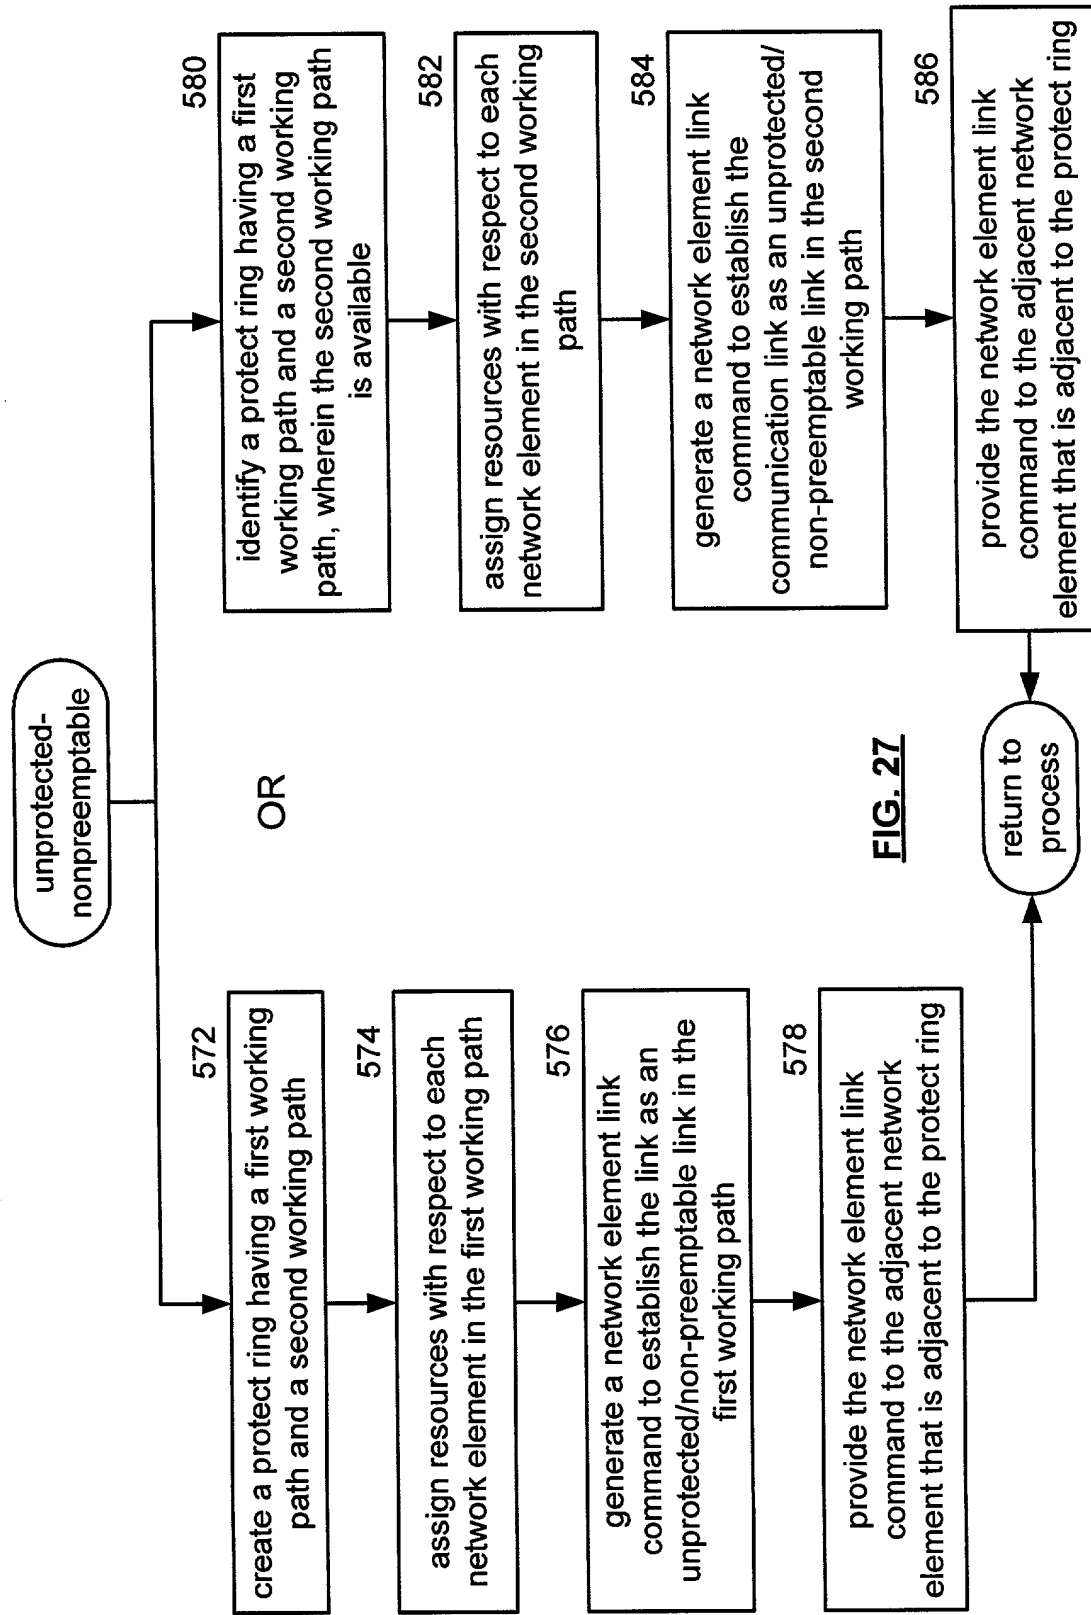 unprotected-
nonpreemptable
OR
572
create a protect ring having a first working
path and a second working path
574
assign resources with respect to each
network element in the first working path
576
generate a network element link
command to establish the link as an
unprotected/non-preemptable link in the
first working path
578
provide the network element link
command to the adjacent network
element that is adjacent to the protect ring
580
identify a protect ring having a first
working path and a second working
path, wherein the second working path
is available
582
assign resources with respect to each
network element in the second working
path
584
generate a network element link
command to establish the
communication link as an unprotected/
non-preemptable link in the second
working path
586
provide the network element link
command to the adjacent network
element that is adjacent to the protect ring
return to
process
FIG. 27